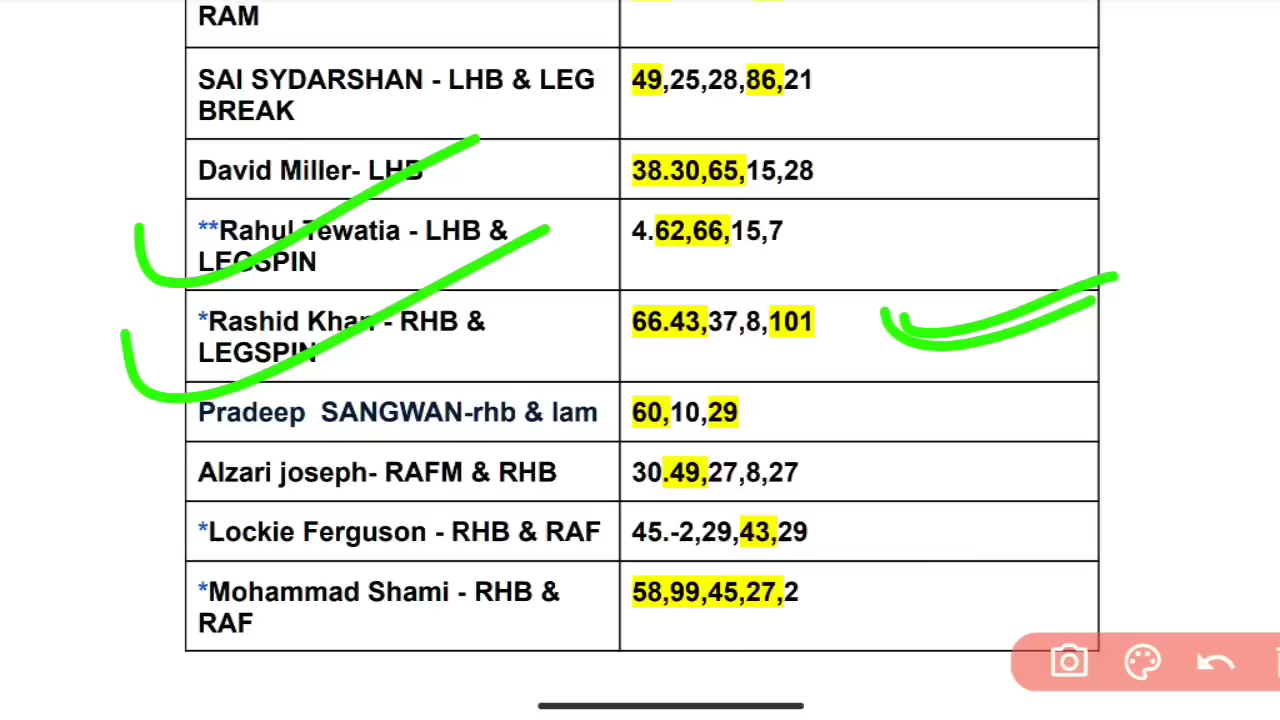 RAM
SAI SYDARSHAN - LHB & LEG
BREAK
49,25,28,86,21
David Miller- LHB
38.30,65,15,28
**Rahul Tewatia - LHB &
LEGSPIN
4.62,66,15,7
*Rashid Khan - RHB &
LEGSPIN
66.43,37,8,101
Pradeep  SANGWAN-rhb & lam
60,10,29
Alzari joseph- RAFM & RHB
30.49,27,8,27
*Lockie Ferguson - RHB & RAF
45.-2,29,43,29
*Mohammad Shami - RHB &
RAF
58,99,45,27,2